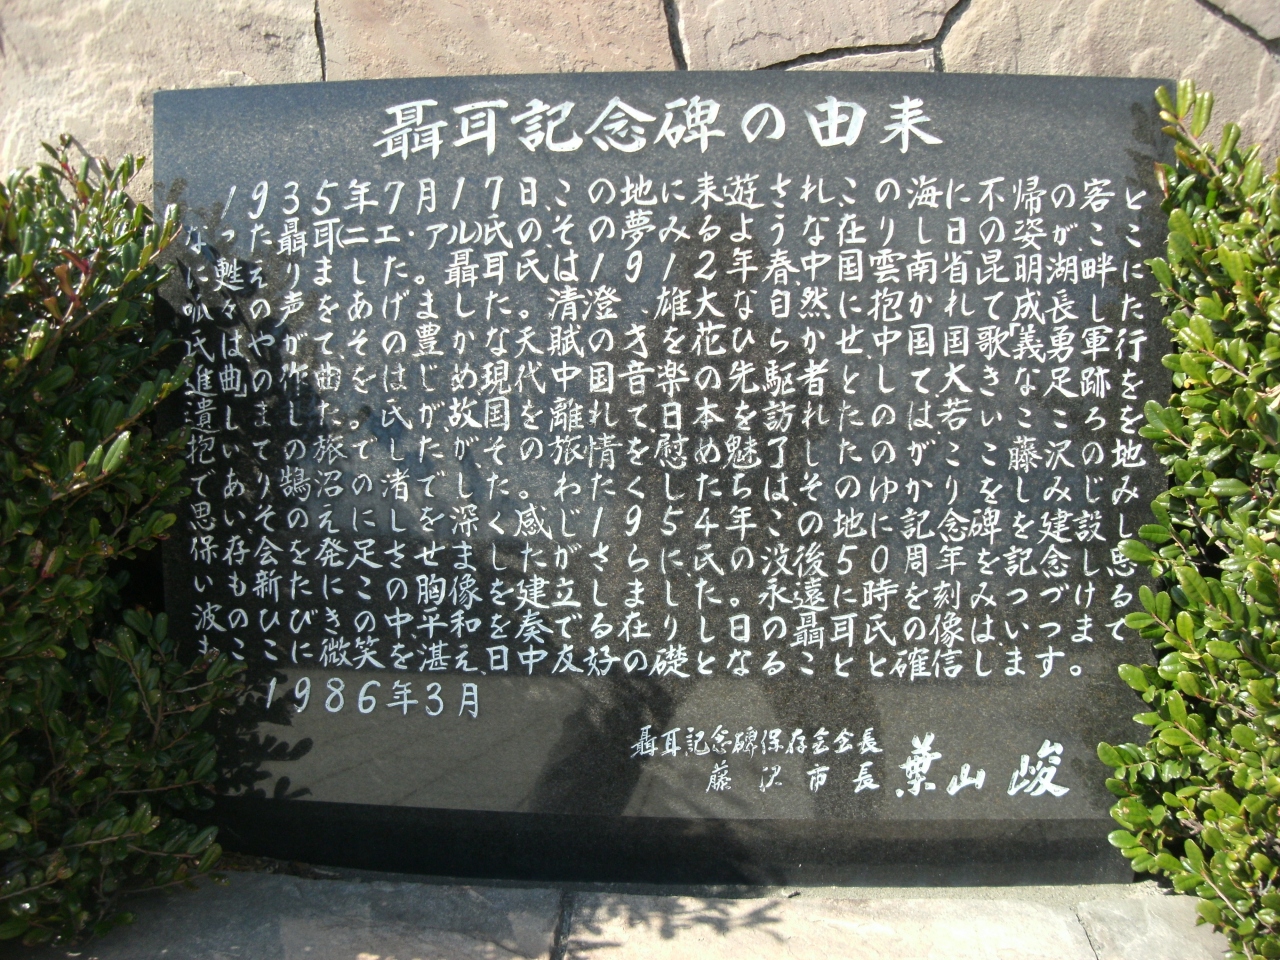 聶耳記念碑の由来
1935年7月17日、この地に来遊されこの海に不帰の客と
なった聶耳(ニエ・アル)氏の、その夢みるような在りし日の姿が、ここ
に甦えりました。聶耳氏は1912年春、中国雲南省昆明湖畔に
々のり声をあげました。清澄、雄大な自然に抱かれて成長した
氏はやがて、その豊かな天賦の才を花ひらかせ中国国歌「義勇軍行
進曲」の作曲をはじめ現代中国の音楽の先駆者として大きな足跡を
遺しました。氏が故国を離れて日本を訪れたのは若いころの
抱いてあの旅での、がたがその旅情を慰めた魅了しの、がこの藤沢の地
であり、鵠沼の渚でした。わたくしたちは、そのゆかりをしのみ
思い、その会えにしを深く感じ1954年、この地に記念碑を建設し
保存会を発足させました。たが、さらに氏の没後50周年を記念し
い新たにこの胸像を建立しました。永遠に時を刻みつづける
波もひびきの中、平和を奏でる在りし日の聶耳氏の像は、いつまで
もここに微笑を湛え、日中友好の礎となることと確信します。
1986年3月
聶耳記念碑保存会会長
藤沢市長 葉山峻